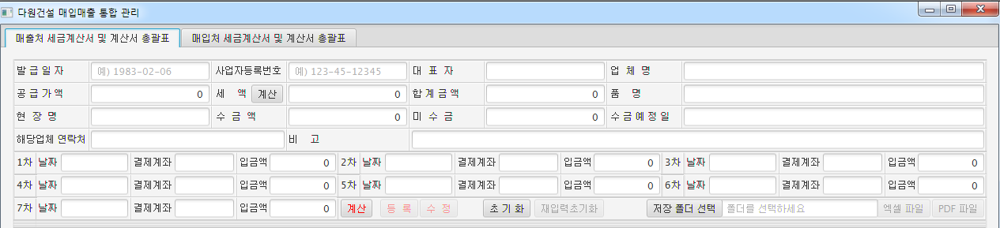 다원건설 매입매출 통합 관리
매출처 세금계산서 및 계산서 총괄표 매입처 세금계산서 및 계산서 총괄표
발 급 일 자 예) 1983-02-06 사업자등록번호 예) 123-45-12345 대 표 자 업 체 명
공 급 가 액 0 세 액 계산 0 합 계 금 액 0 품 명
현 장 명 수 금 액 0 미 수 금 0 수 금 예 정 일
해당업체 연락처 비 고
1차 날짜 결제계좌 입금액 0 2차 날짜 결제계좌 입금액 0 3차 날짜 결제계좌 입금액 0
4차 날짜 결제계좌 입금액 0 5차 날짜 결제계좌 입금액 0 6차 날짜 결제계좌 입금액 0
7차 날짜 결제계좌 입금액 0 계산 등 록 수 정 초 기 화 재입력초기화 저장 폴더 선택 폴더를 선택하세요 엑셀 파일 PDF 파일